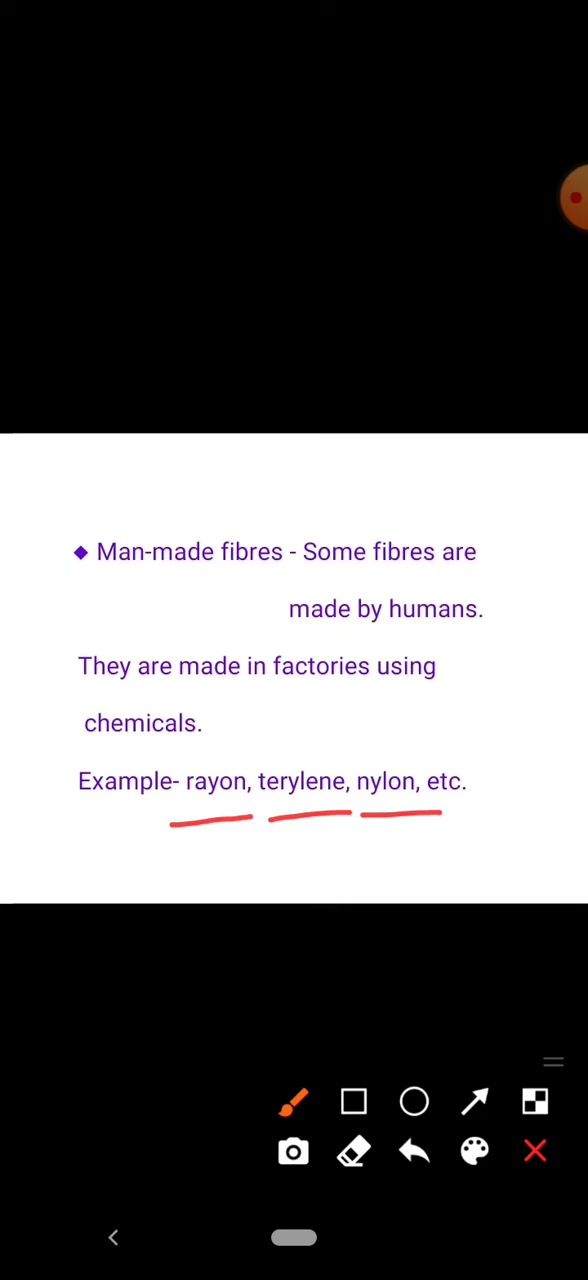 ◆ Man-made fibres - Some fibres are
made by humans.
They are made in factories using
chemicals.
Example- rayon, terylene, nylon, etc.